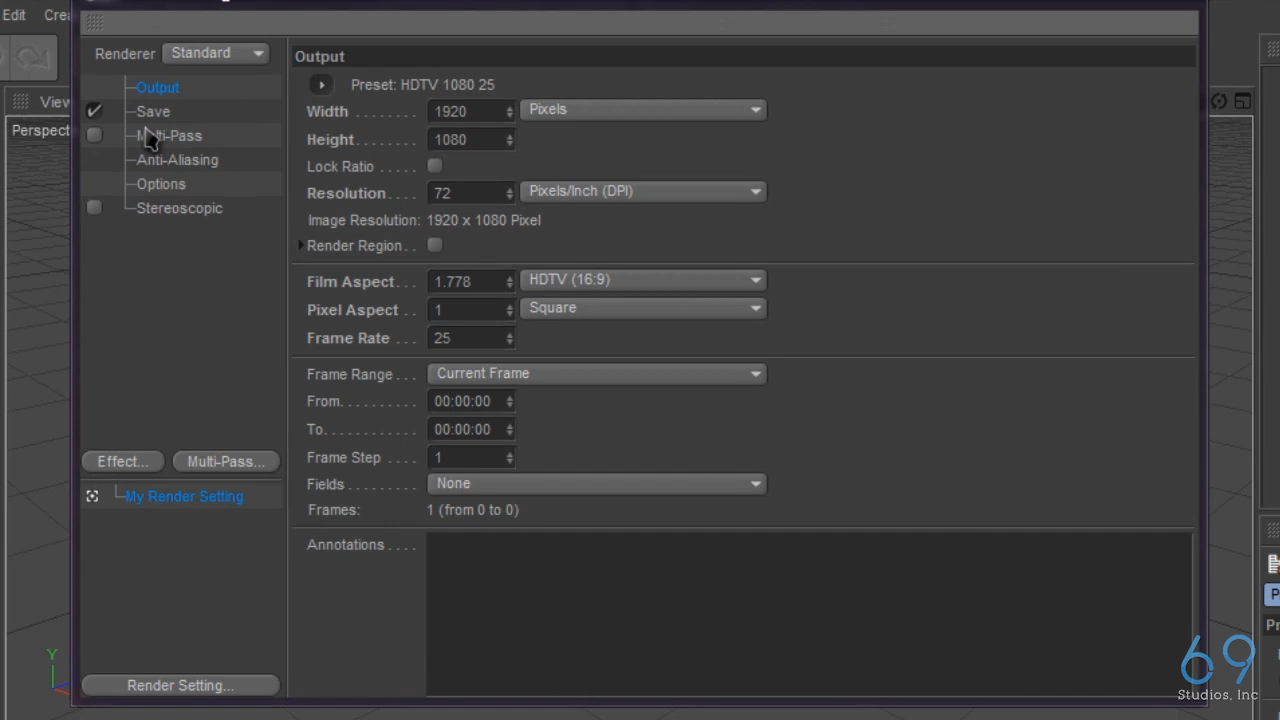 Edit Crea
Renderer Standard
Output
Save
Multi-Pass
Anti-Aliasing
Options
Stereoscopic
Effect... Multi-Pass...
My Render Setting
Render Setting...
View
Perspect
Output
Preset: HDTV 1080 25
Width . . . . . . . . 1920 Pixels
Height . . . . . . . 1080
Lock Ratio . . . . .
Resolution . . . . 72 Pixels/Inch (DPI)
Image Resolution: 1920 x 1080 Pixel
Render Region . .
Film Aspect . . . 1.778 HDTV (16:9)
Pixel Aspect . . 1 Square
Frame Rate . . . 25
Frame Range . . . Current Frame
From. . . . . . . . . . 00:00:00
To. . . . . . . . . . . . 00:00:00
Frame Step . . . . 1
Fields . . . . . . . . . None
Frames: 1 (from 0 to 0)
Annotations . . . .
Y
P
Pr
69
Studios, Inc